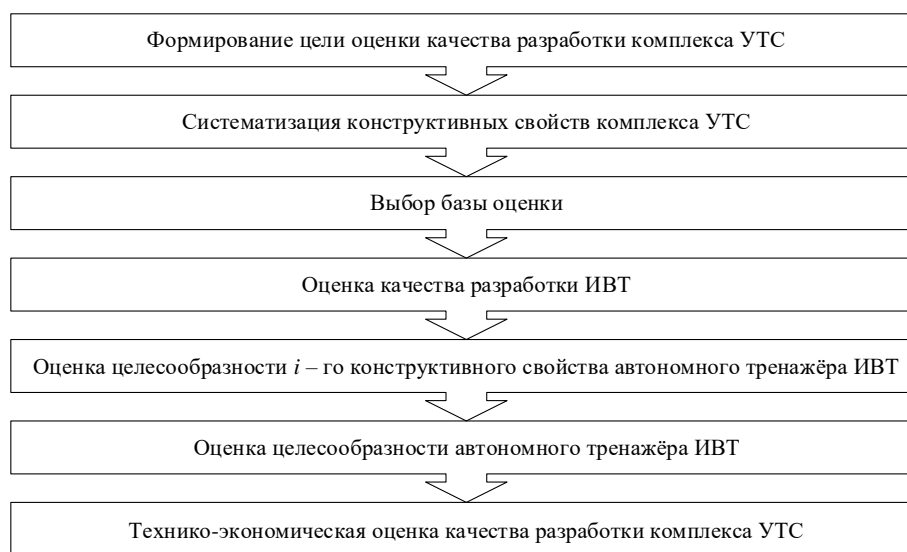 Формирование цели оценки качества разработки комплекса УТС
Систематизация конструктивных свойств комплекса УТС
Выбор базы оценки
Оценка качества разработки ИВТ
Оценка целесообразности i – го конструктивного свойства автономного тренажёра ИВТ
Оценка целесообразности автономного тренажёра ИВТ
Технико-экономическая оценка качества разработки комплекса УТС